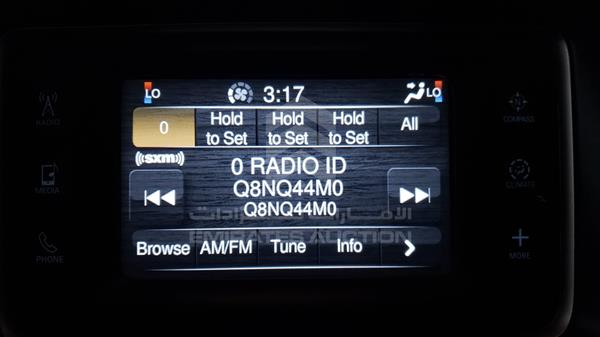 LO 3:17 LO
0 Hold to Set Hold to Set Hold to Set All
((SXM))
0 RADIO ID
Q8NQ44M0
Q8NQ44M0
Browse AM/FM Tune Info >
RADIO
MEDIA
PHONE
COMPASS
CLIMATE
MORE
الامارات للمزادات
EMIRATES AUCTION